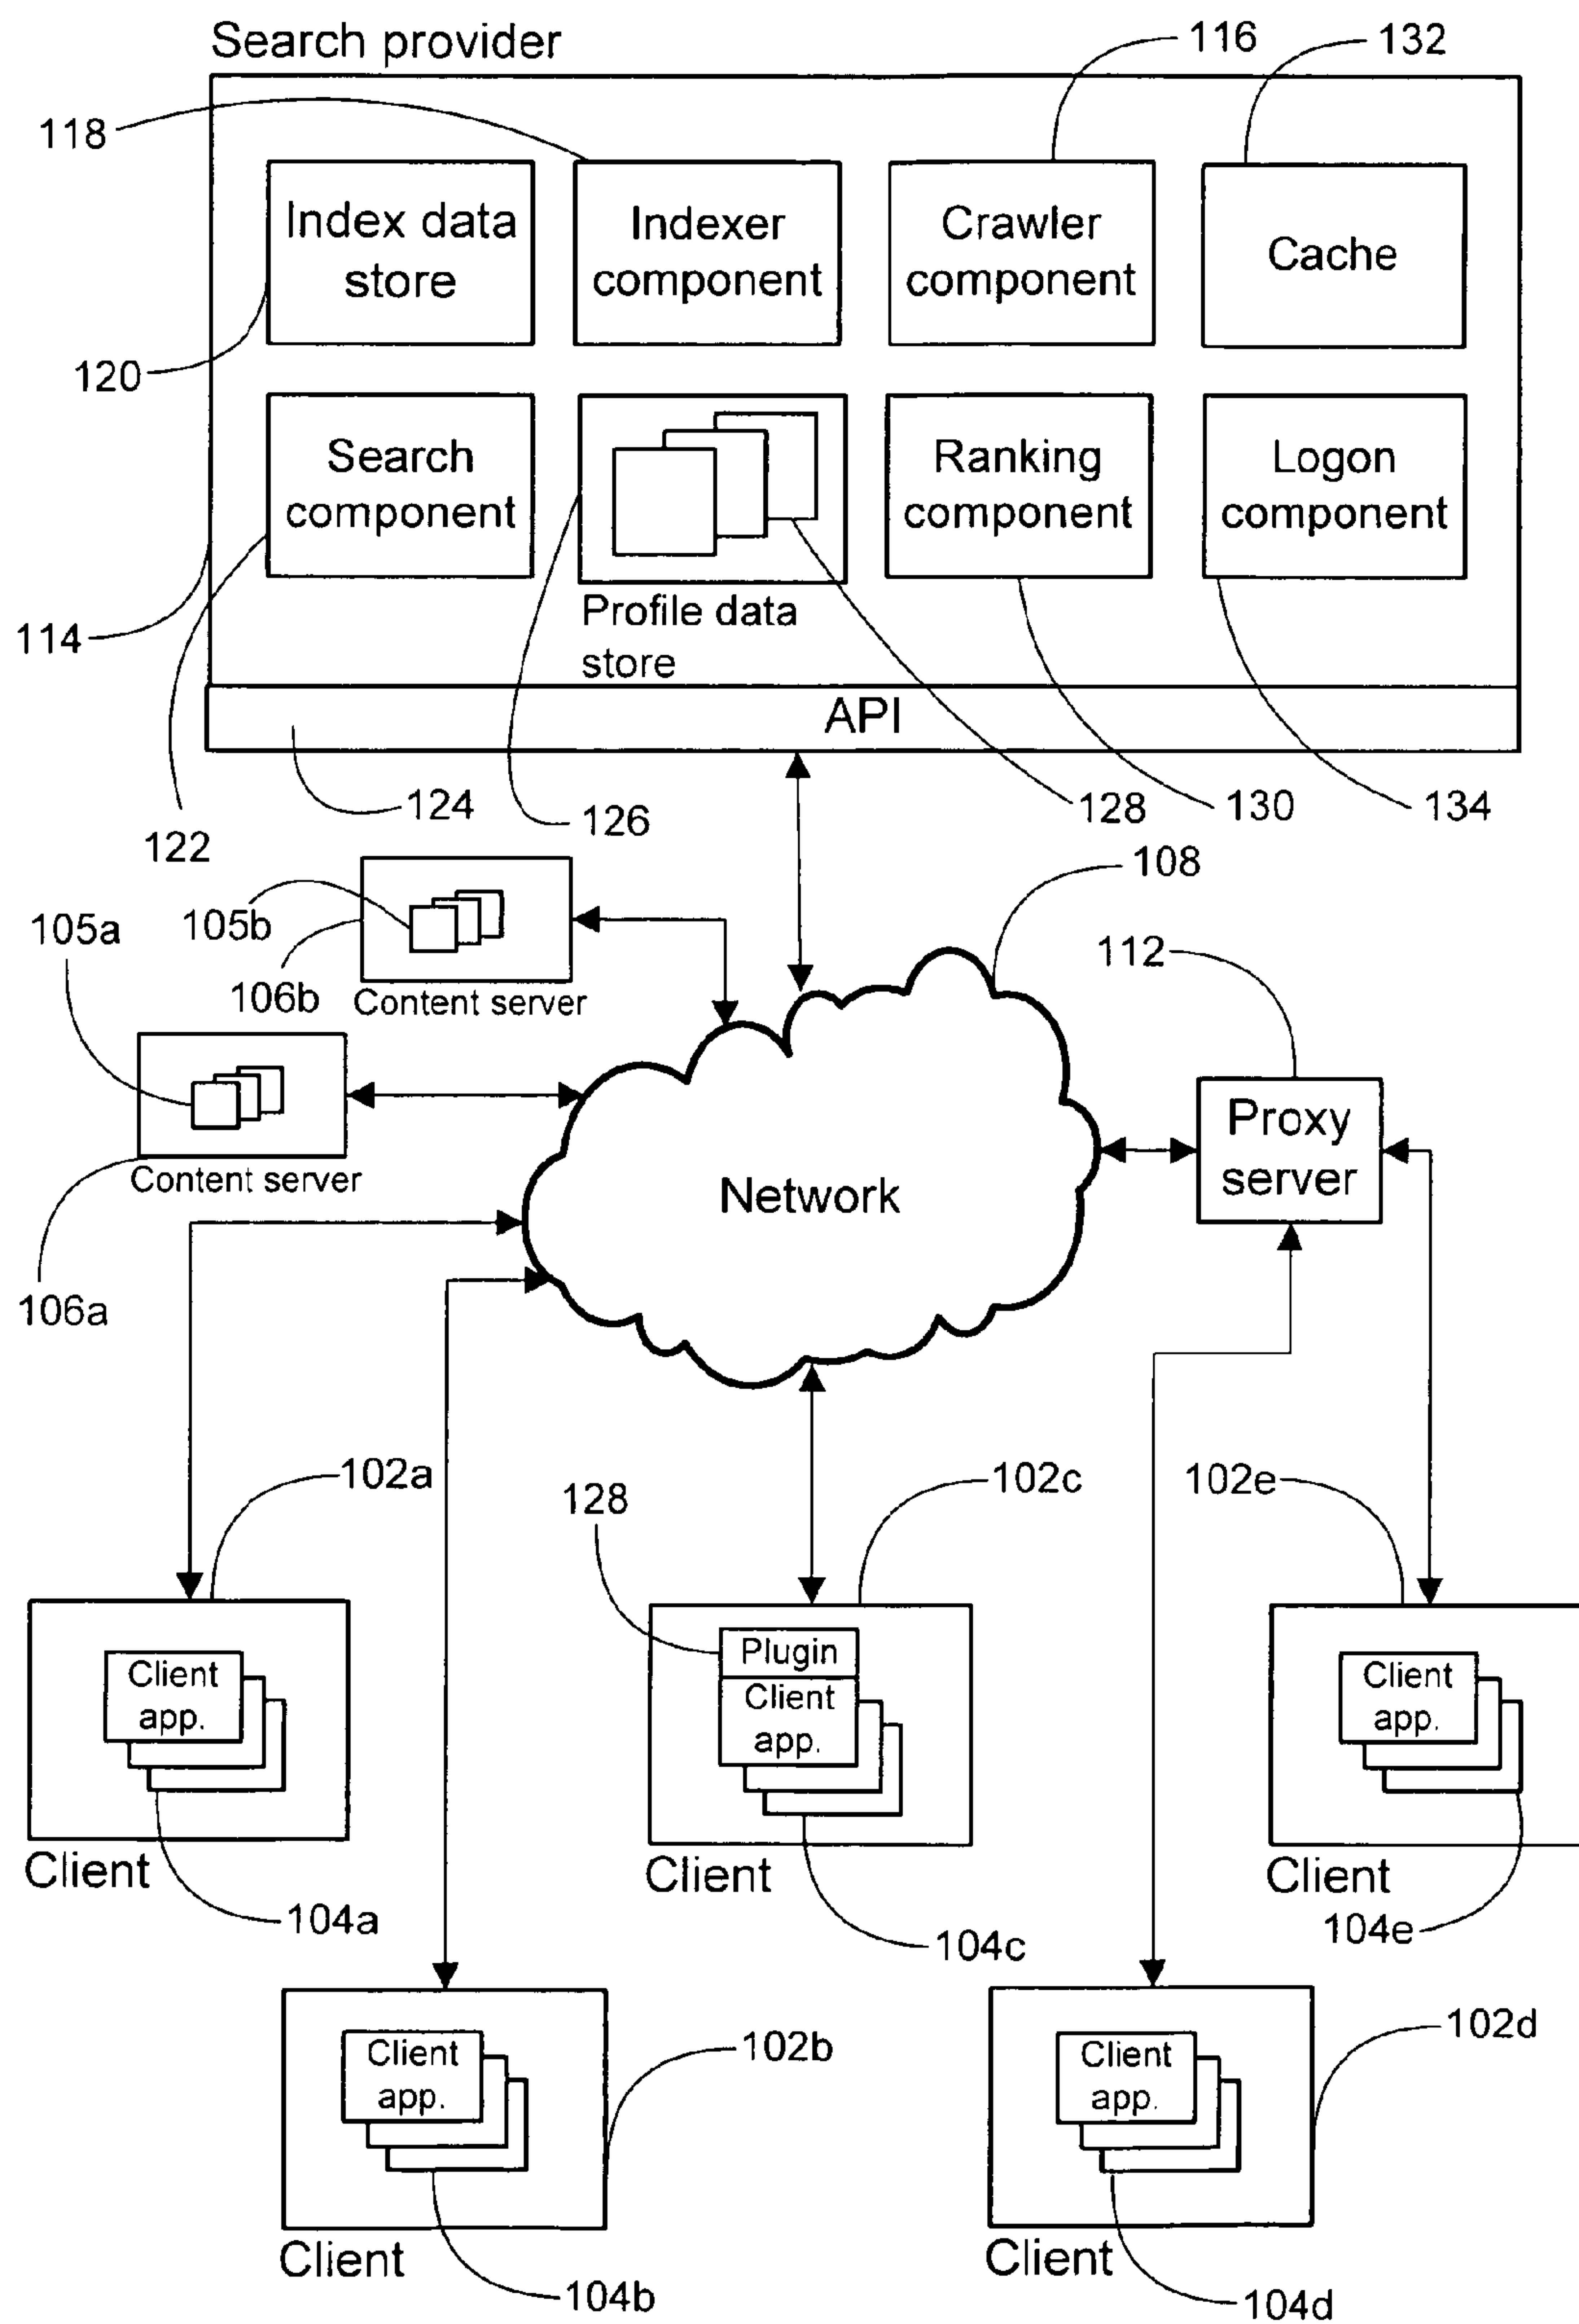 Search provider
116
132
118
Index data
store
Indexer
component
Crawler
component
Cache
120
Search
component
Ranking
component
Logon
component
114
Profile data
store
API
124
122
126
128
130
134
108
105a
105b
112
106b
Content server
Proxy
server
Content server
Network
106a
102a
128
102c
102e
Client
app.
Plugin
Client
app.
Client
app.
Client
Client
Client
104a
104c
104e
Client
app.
102b
Client
app.
102d
Client
Client
104b
104d